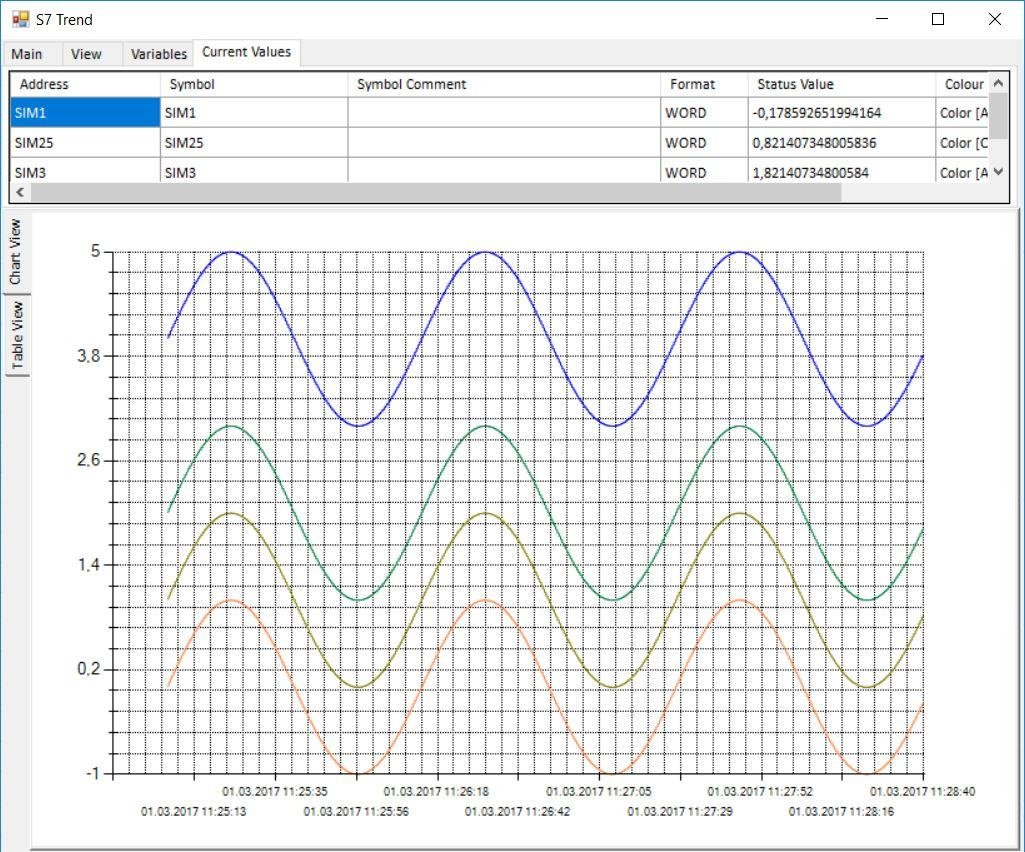 S7 Trend
Main View Variables Current Values
Address Symbol Symbol Comment Format Status Value Colour
SIM1 SIM1 WORD -0,178592651994164 Color [A
SIM25 SIM25 WORD 0,821407348005836 Color [C
SIM3 SIM3 WORD 1,82140734800584 Color [A
Chart View
Table View
5
3,8
2,6
1,4
0,2
-1
01.03.2017 11:25:35 01.03.2017 11:26:18 01.03.2017 11:27:05 01.03.2017 11:27:52 01.03.2017 11:28:40
01.03.2017 11:25:13 01.03.2017 11:25:56 01.03.2017 11:26:42 01.03.2017 11:27:29 01.03.2017 11:28:16